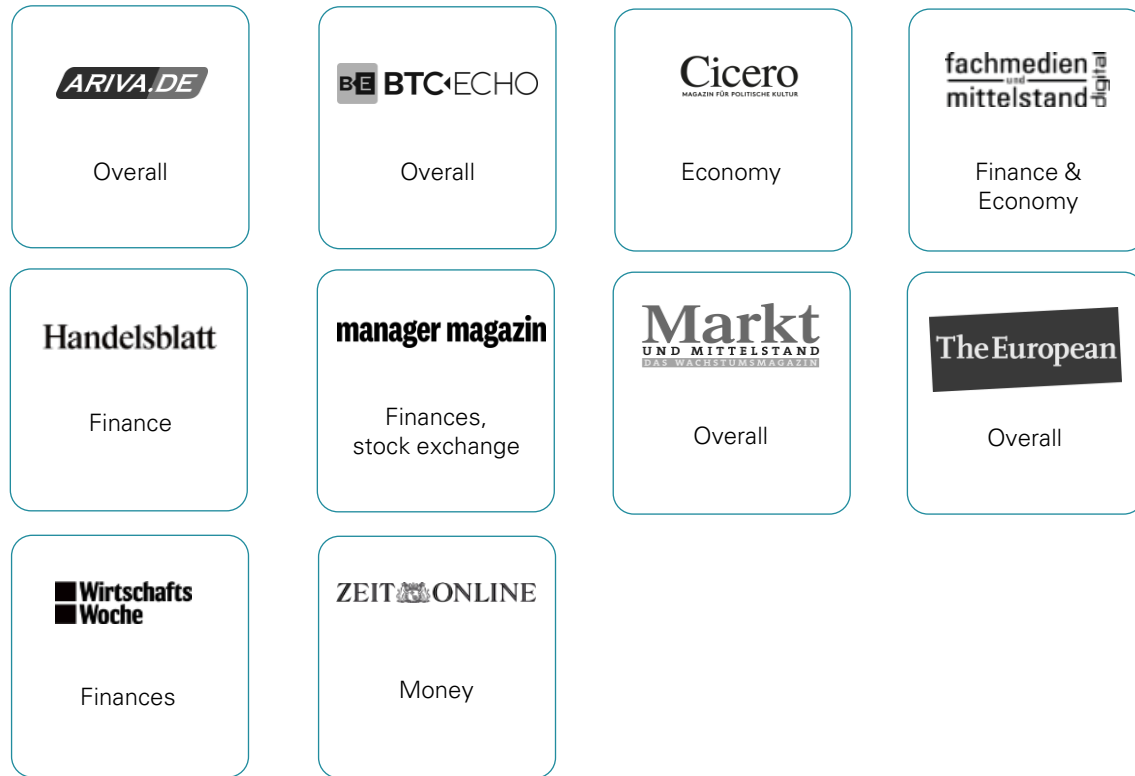 ARIVA.DE
Overall
BE BTC ECHO
Overall
Cicero
MAGAZIN FÜR POLITISCHE KULTUR
Economy
fachmedien
und
mittelstand
digital
Finance &
Economy
Handelsblatt
Finance
manager magazin
Finances,
stock exchange
Markt
UND MITTELSTAND
DAS WACHSTUMSMAGAZIN
Overall
The European
Overall
Wirtschafts
Woche
Finances
ZEIT ONLINE
Money